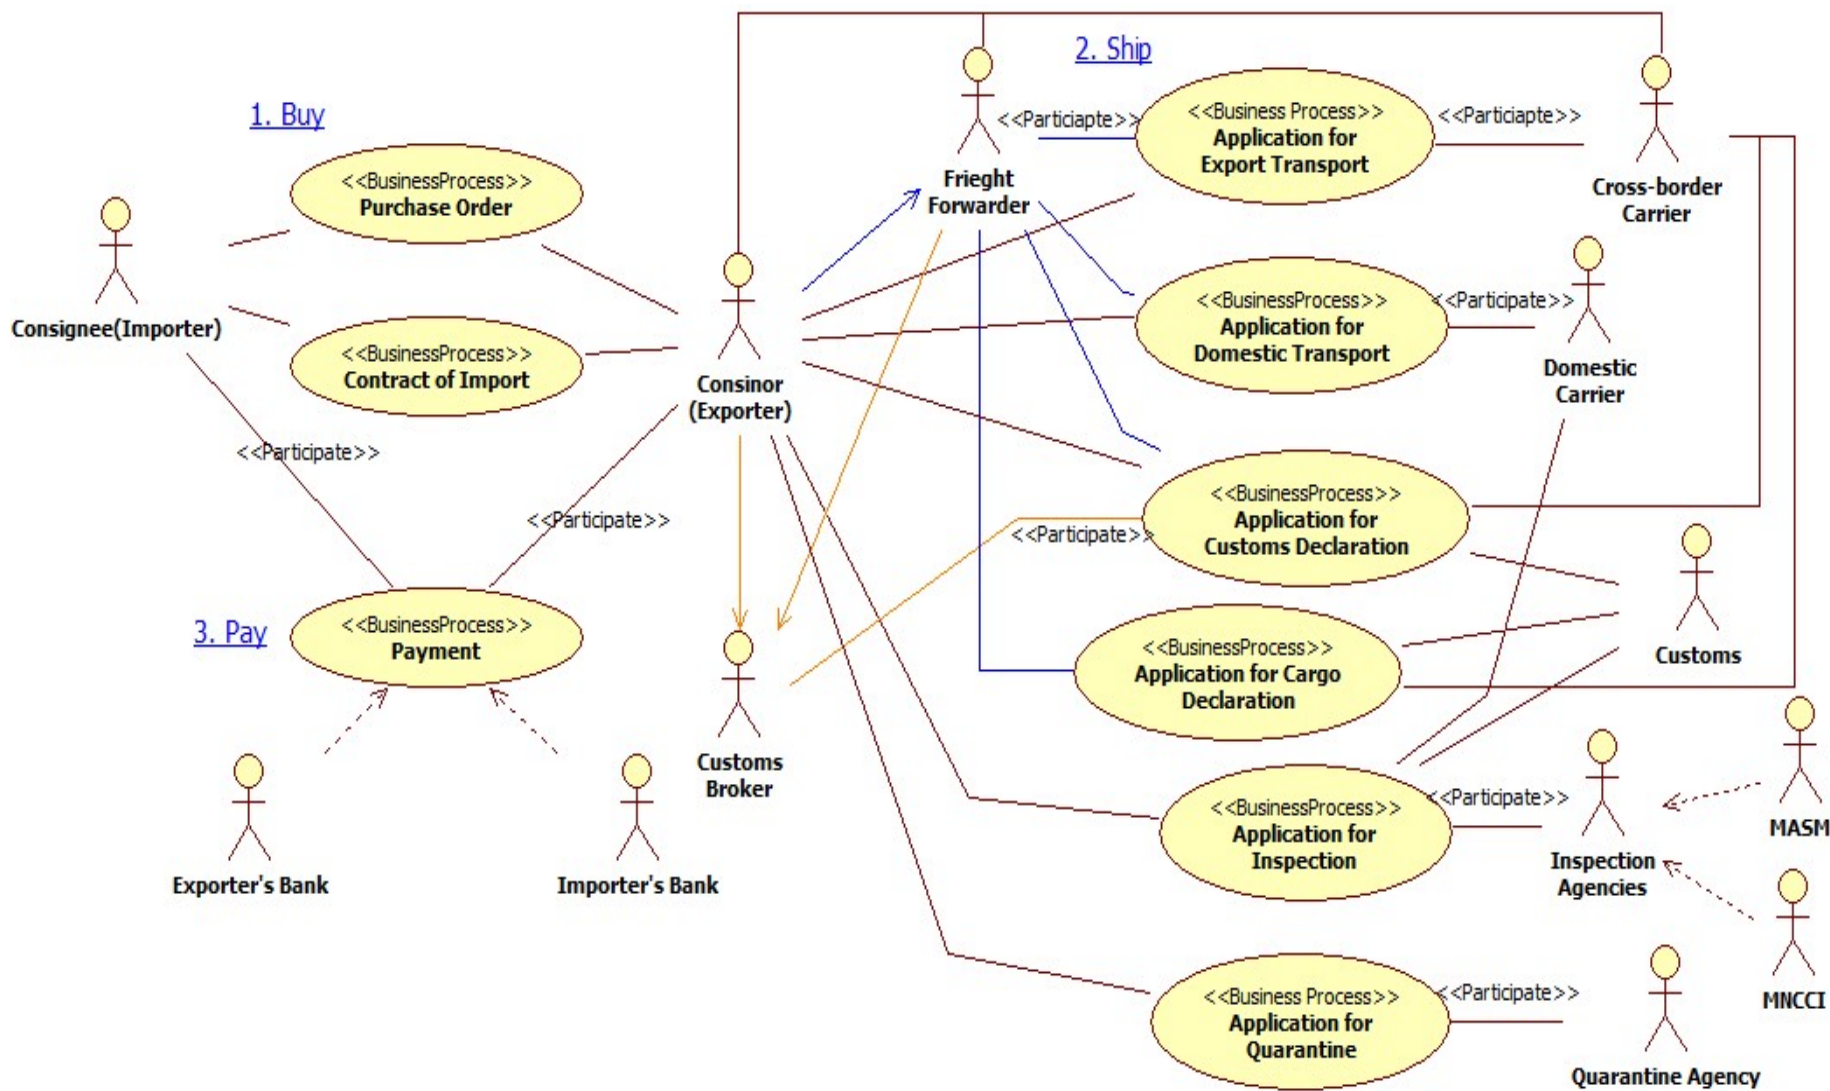 2. Ship
1. Buy
<<Particiapte>>
<<Business Process>>
Application for
Export Transport
<<Particiapte>>
Frieght
Forwarder
Cross-border
Carrier
<<BusinessProcess>>
Purchase Order
Consignee(Importer)
<<BusinessProcess>>
Contract of Import
Consinor
(Exporter)
<<BusinessProcess>>
Application for
Domestic Transport
<<Participate>>
Domestic
Carrier
<<Participate>>
<<Participate>>
<<BusinessProcess>>
Application for
Customs Declaration
<<Participate>>
3. Pay
<<BusinessProcess>>
Payment
<<BusinessProcess>>
Application for Cargo
Declaration
Customs
Customs
Broker
Exporter's Bank
Importer's Bank
<<BusinessProcess>>
Application for
Inspection
<<Participate>>
Inspection
Agencies
MASM
MNCCI
<<Business Process>>
Application for
Quarantine
<<Participate>>
Quarantine Agency